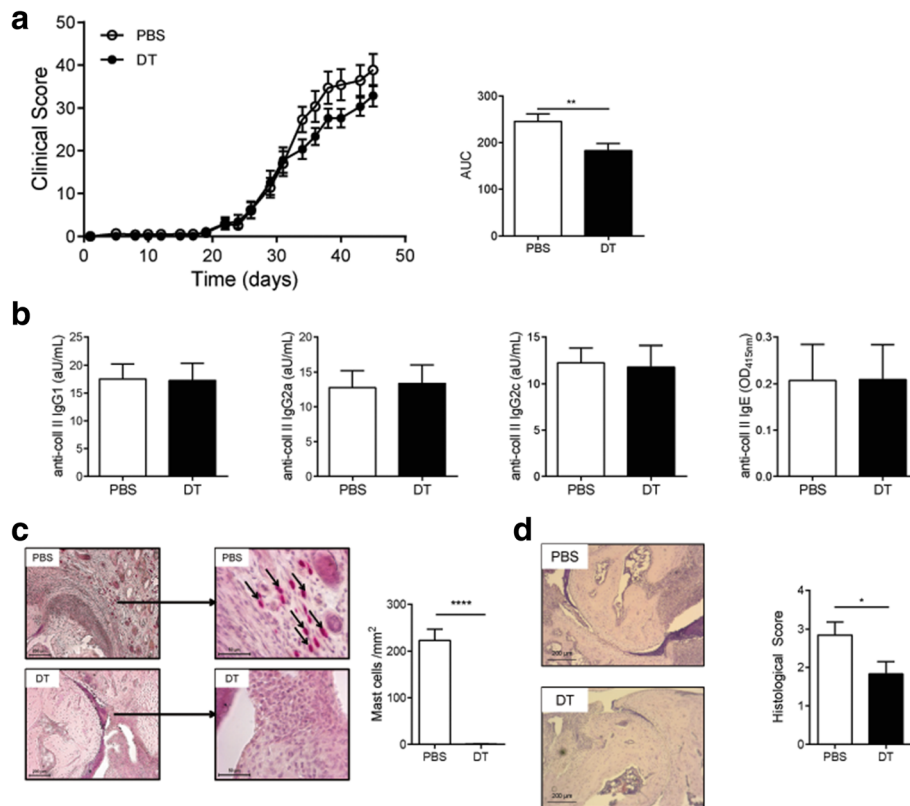 a
50
40
30
20
10
0
Clinical Score
PBS
DT
0 10 20 30 40 50
Time (days)
300
200
100
0
AUC
**
PBS DT
b
25
20
15
10
5
0
anti-coll II IgG1 (aU/mL)
PBS DT
20
15
10
5
0
anti-coll II IgG2a (aU/mL)
PBS DT
15
10
5
0
anti-coll II IgG2c (aU/mL)
PBS DT
0.3
0.2
0.1
0.0
anti-coll II IgE (OD415nm)
PBS DT
c
PBS
PBS
DT
DT
300
200
100
0
Mast cells /mm2
****
PBS DT
d
PBS
200 µm
DT
200 µm
4
3
2
1
0
Histological Score
*
PBS DT